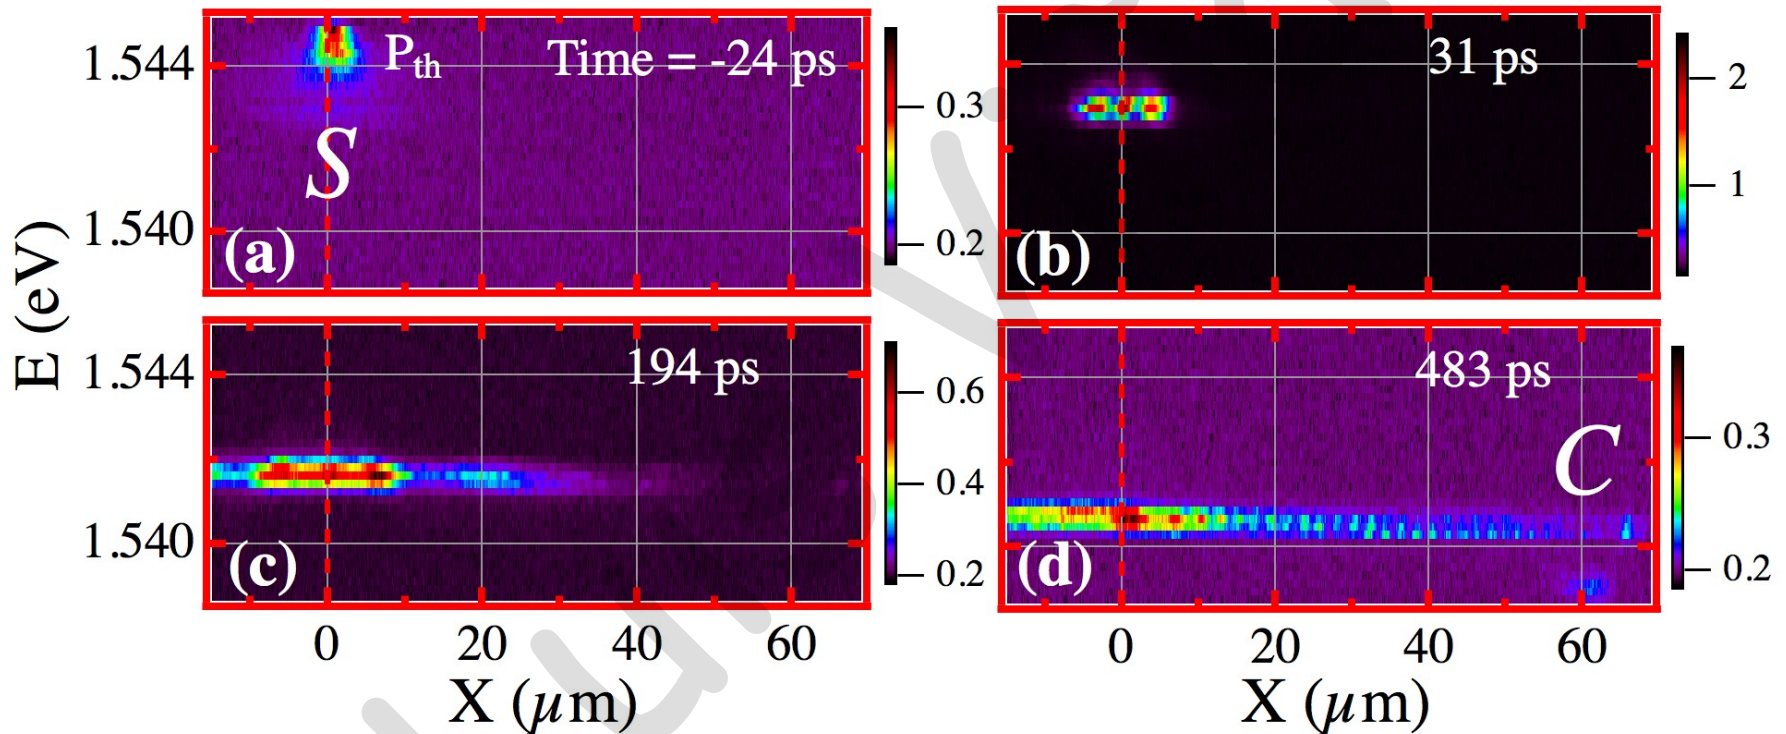 P_th
Time = -24 ps
1.544
0.3
S
E (eV)
1.540
0.2
(a)
31 ps
2
1
(b)
194 ps
1.544
0.6
0.4
1.540
0.2
(c)
483 ps
C
0.3
0.2
(d)
0 20 40 60
X (μm)
0 20 40 60
X (μm)